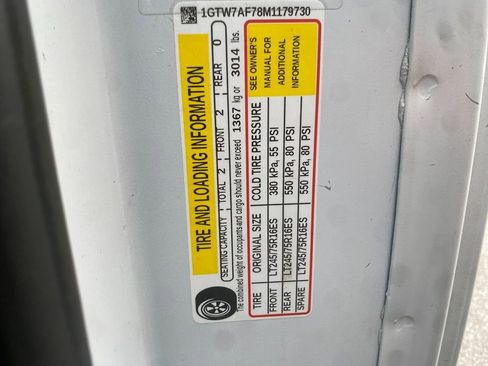 1GTW7AF78M1179730
TIRE AND LOADING INFORMATION
SEATING CAPACITY TOTAL 2 FRONT 2 REAR 0
The combined weight of occupants and cargo should never exceed 1367 kg or 3014 lbs.
TIRE ORIGINAL SIZE COLD TIRE PRESSURE SEE OWNER'S
FRONT LT245/75R16ES 380 kPa, 55 PSI MANUAL FOR
REAR LT245/75R16ES 550 kPa, 80 PSI ADDITIONAL
SPARE LT245/75R16ES 550 kPa, 80 PSI INFORMATION